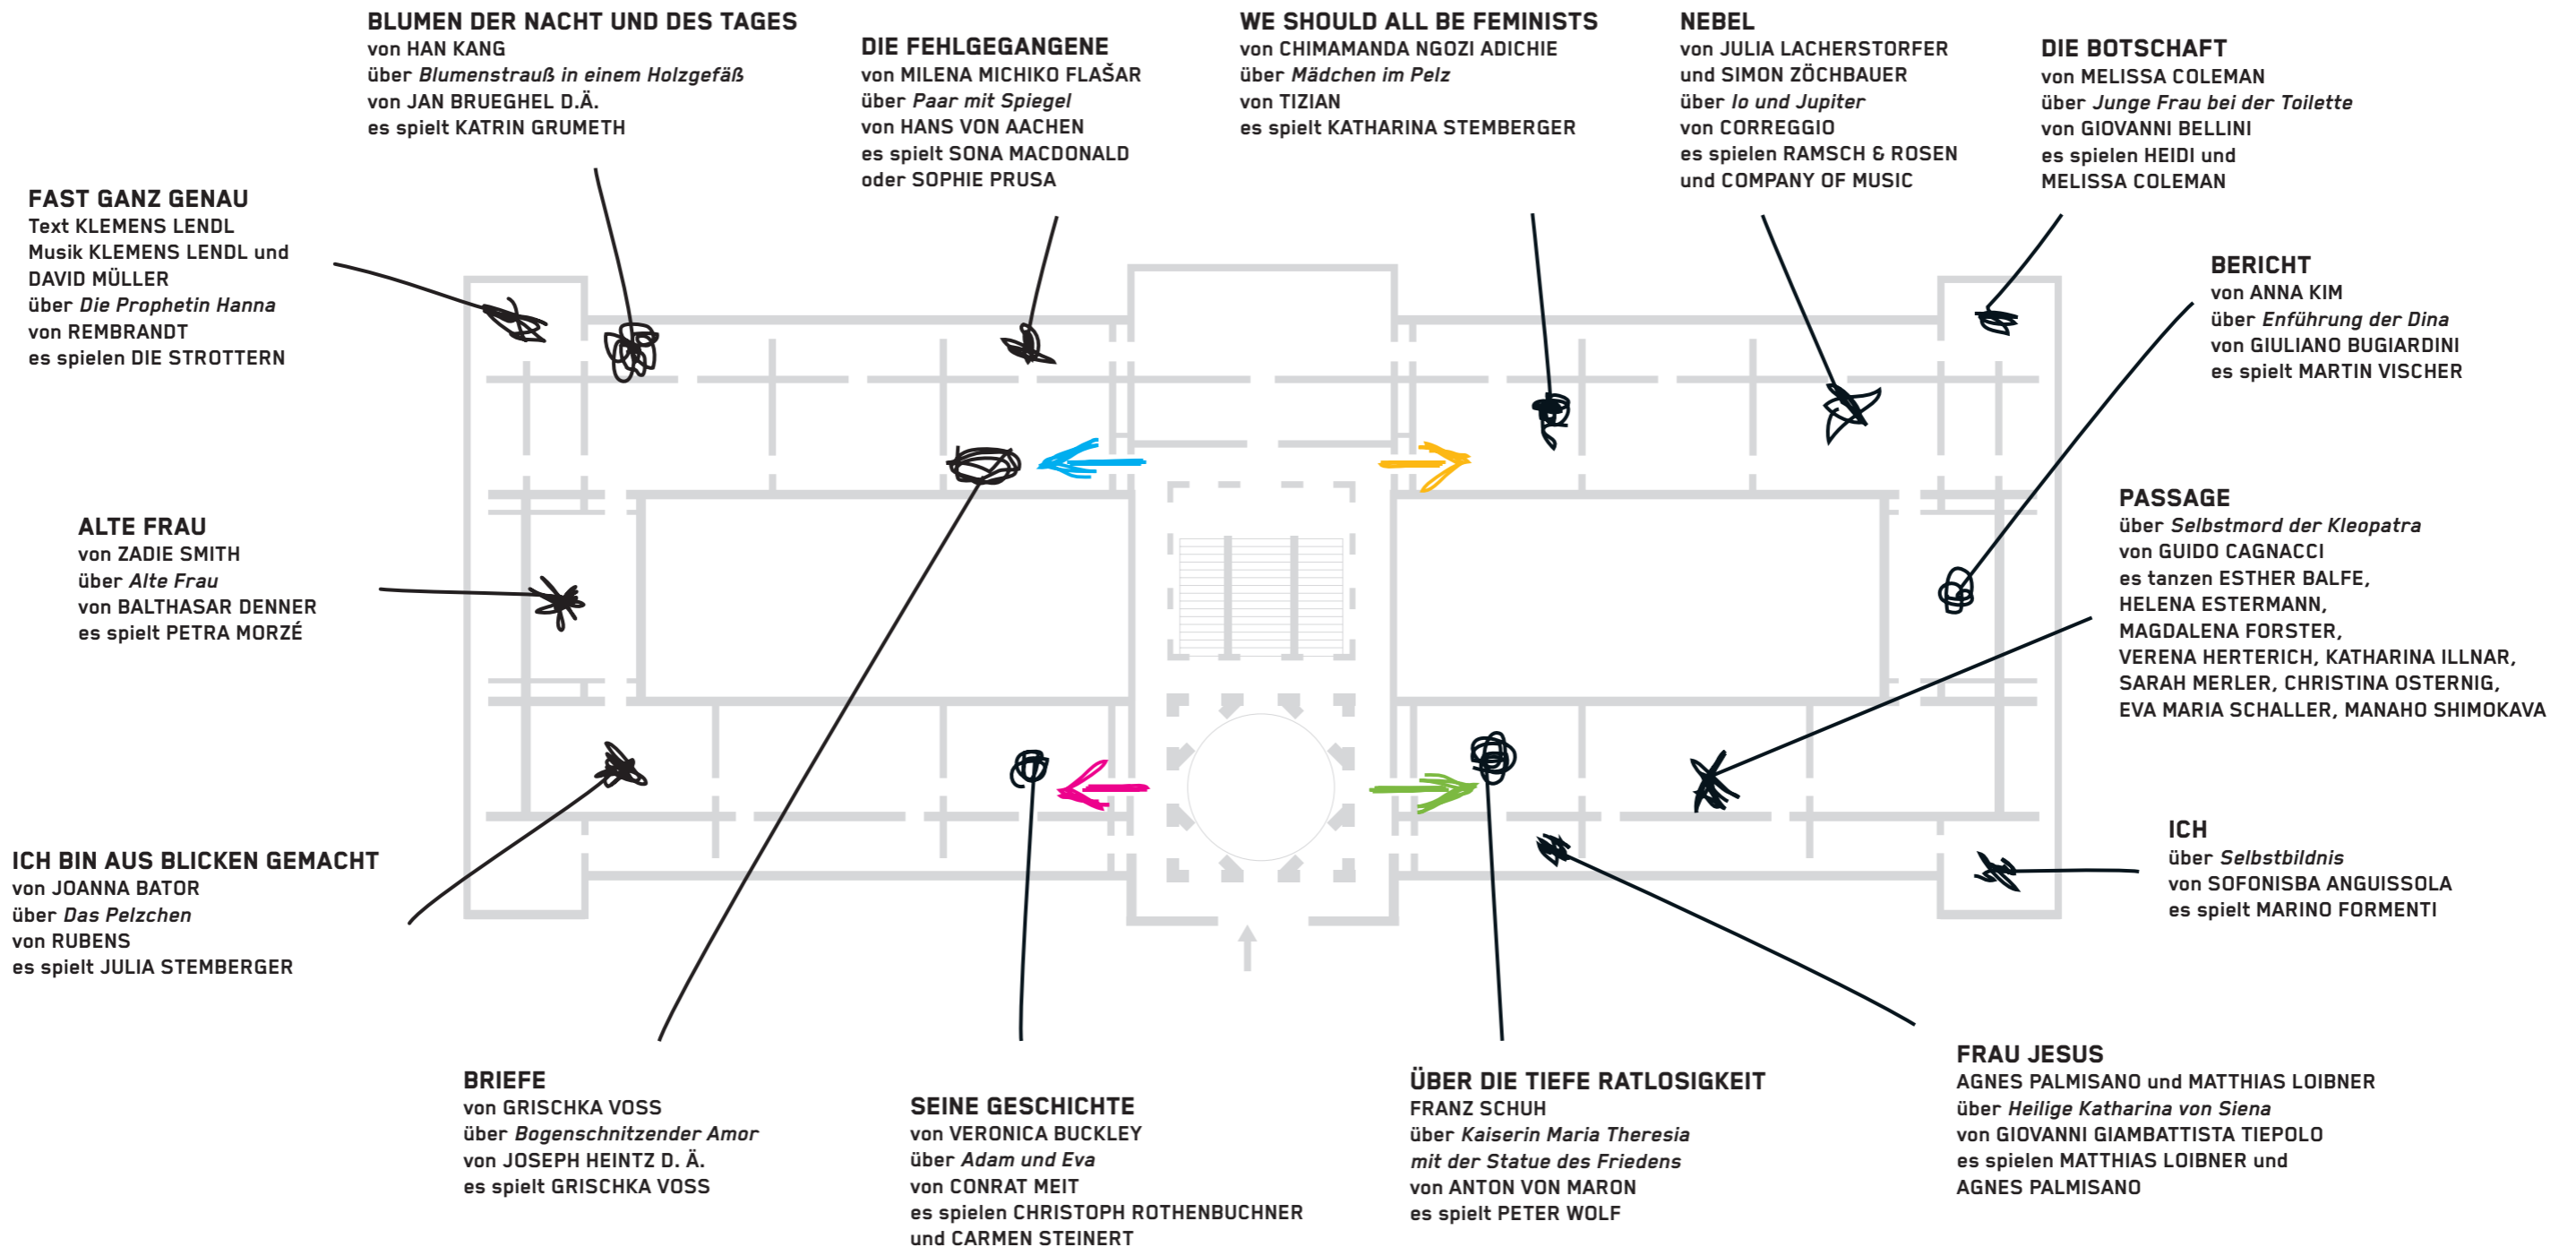 BLUMEN DER NACHT UND DES TAGES
von HAN KANG
über Blumenstrauß in einem Holzgefäß
von JAN BRUEGHEL D.Ä.
es spielt KATRIN GRUMETH
DIE FEHLGEGANGENE
von MILENA MICHIKO FLAŠAR
über Paar mit Spiegel
von HANS VON AACHEN
es spielt SONA MACDONALD
oder SOPHIE PRUSA
WE SHOULD ALL BE FEMINISTS
von CHIMAMANDA NGOZI ADICHIE
über Mädchen im Pelz
von TIZIAN
es spielt KATHARINA STEMBERGER
NEBEL
von JULIA LACHERSTORFER
und SIMON ZÖCHBAUER
über Io und Jupiter
von CORREGGIO
es spielen RAMSCH & ROSEN
und COMPANY OF MUSIC
DIE BOTSCHAFT
von MELISSA COLEMAN
über Junge Frau bei der Toilette
von GIOVANNI BELLINI
es spielen HEIDI und
MELISSA COLEMAN
FAST GANZ GENAU
Text KLEMENS LENDL
Musik KLEMENS LENDL und
DAVID MÜLLER
über Die Prophetin Hanna
von REMBRANDT
es spielen DIE STROTTERN
BERICHT
von ANNA KIM
über Enführung der Dina
von GIULIANO BUGIARDINI
es spielt MARTIN VISCHER
ALTE FRAU
von ZADIE SMITH
über Alte Frau
von BALTHASAR DENNER
es spielt PETRA MORZÉ
PASSAGE
über Selbstmord der Kleopatra
von GUIDO CAGNACCI
es tanzen ESTHER BALFE,
HELENA ESTERMANN,
MAGDALENA FORSTER,
VERENA HERTERICH, KATHARINA ILLNAR,
SARAH MERLER, CHRISTINA OSTERNIG,
EVA MARIA SCHALLER, MANAHO SHIMOKAVA
ICH BIN AUS BLICKEN GEMACHT
von JOANNA BATOR
über Das Pelzchen
von RUBENS
es spielt JULIA STEMBERGER
ICH
über Selbstbildnis
von SOFONISBA ANGUISSOLA
es spielt MARINO FORMENTI
BRIEFE
von GRISCHKA VOSS
über Bogenschnitzender Amor
von JOSEPH HEINTZ D. Ä.
es spielt GRISCHKA VOSS
SEINE GESCHICHTE
von VERONICA BUCKLEY
über Adam und Eva
von CONRAT MEIT
es spielen CHRISTOPH ROTHENBUCHNER
und CARMEN STEINERT
ÜBER DIE TIEFE RATLOSIGKEIT
FRANZ SCHUH
über Kaiserin Maria Theresia
mit der Statue des Friedens
von ANTON VON MARON
es spielt PETER WOLF
FRAU JESUS
AGNES PALMISANO und MATTHIAS LOIBNER
über Heilige Katharina von Siena
von GIOVANNI GIAMBATTISTA TIEPOLO
es spielen MATTHIAS LOIBNER und
AGNES PALMISANO